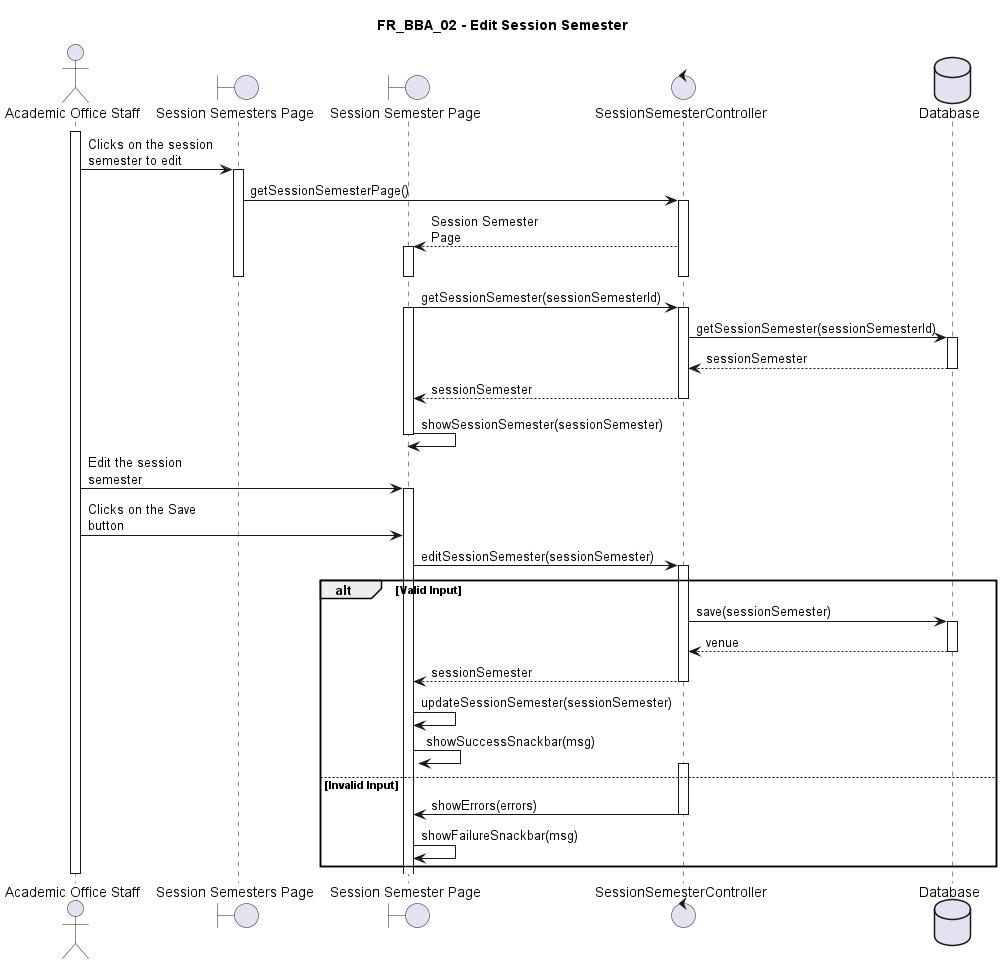 FR_BBA_02 - Edit Session Semester
Academic Office Staff
Session Semesters Page
Session Semester Page
SessionSemesterController
Database
Clicks on the session
semester to edit
getSessionSemesterPage()
Session Semester
Page
getSessionSemester(sessionSemesterId)
getSessionSemester(sessionSemesterId)
sessionSemester
sessionSemester
showSessionSemester(sessionSemester)
Edit the session
semester
Clicks on the Save
button
editSessionSemester(sessionSemester)
alt
[Valid Input]
save(sessionSemester)
venue
sessionSemester
updateSessionSemester(sessionSemester)
showSuccessSnackbar(msg)
[Invalid Input]
showErrors(errors)
showFailureSnackbar(msg)
Academic Office Staff
Session Semesters Page
Session Semester Page
SessionSemesterController
Database